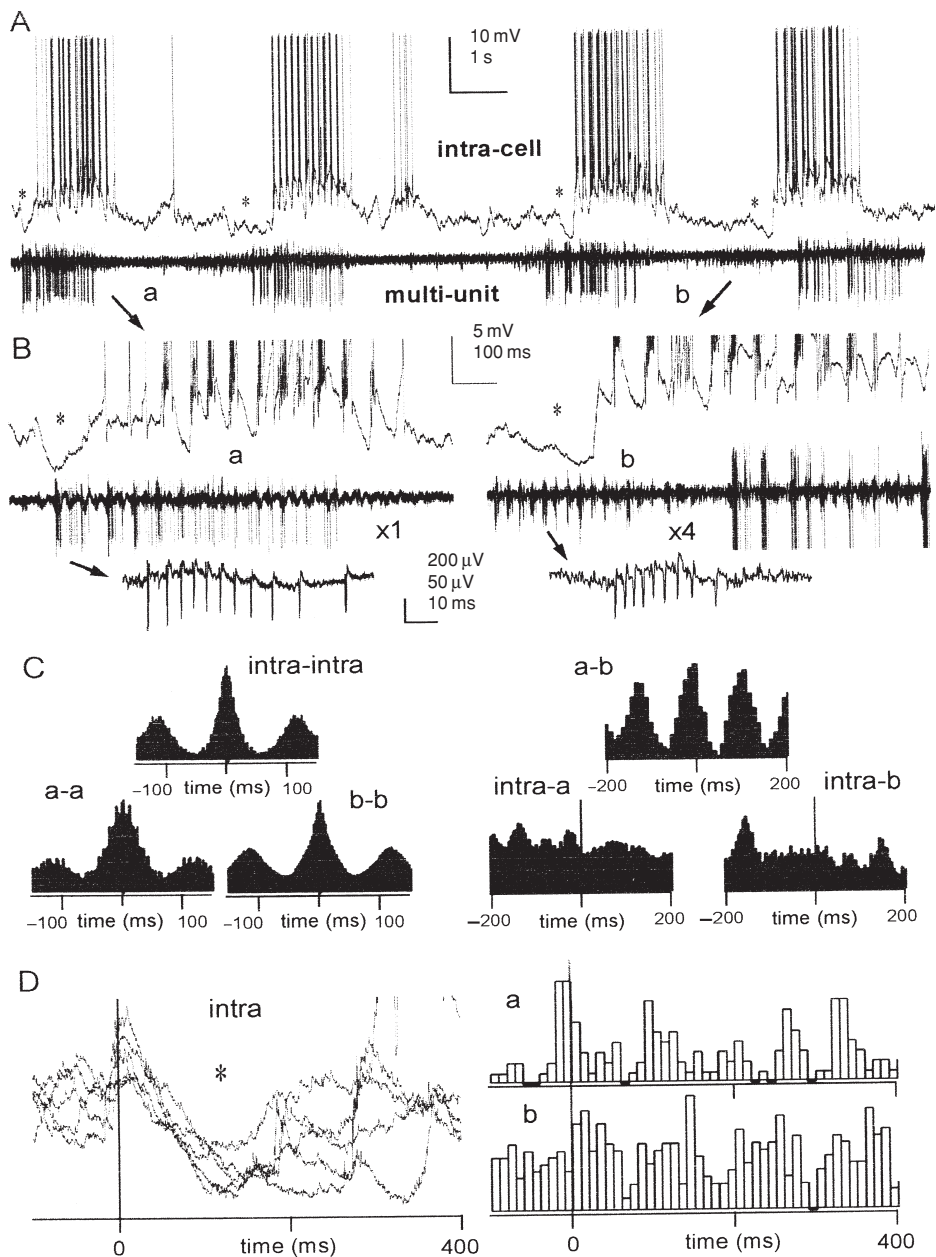 A
10 mV
1 s
intra-cell
*
*
*
*
multi-unit
a
b
B
5 mV
100 ms
*
*
a
b
x1
x4
200 µV
50 µV
10 ms
C
intra-intra
–100 time (ms) 100
a-b
–200 time (ms) 200
a-a
–100 time (ms) 100
b-b
–100 time (ms) 100
intra-a
–200 time (ms) 200
intra-b
–200 time (ms) 200
D
intra
*
0 time (ms) 400
a
b
0 time (ms) 400